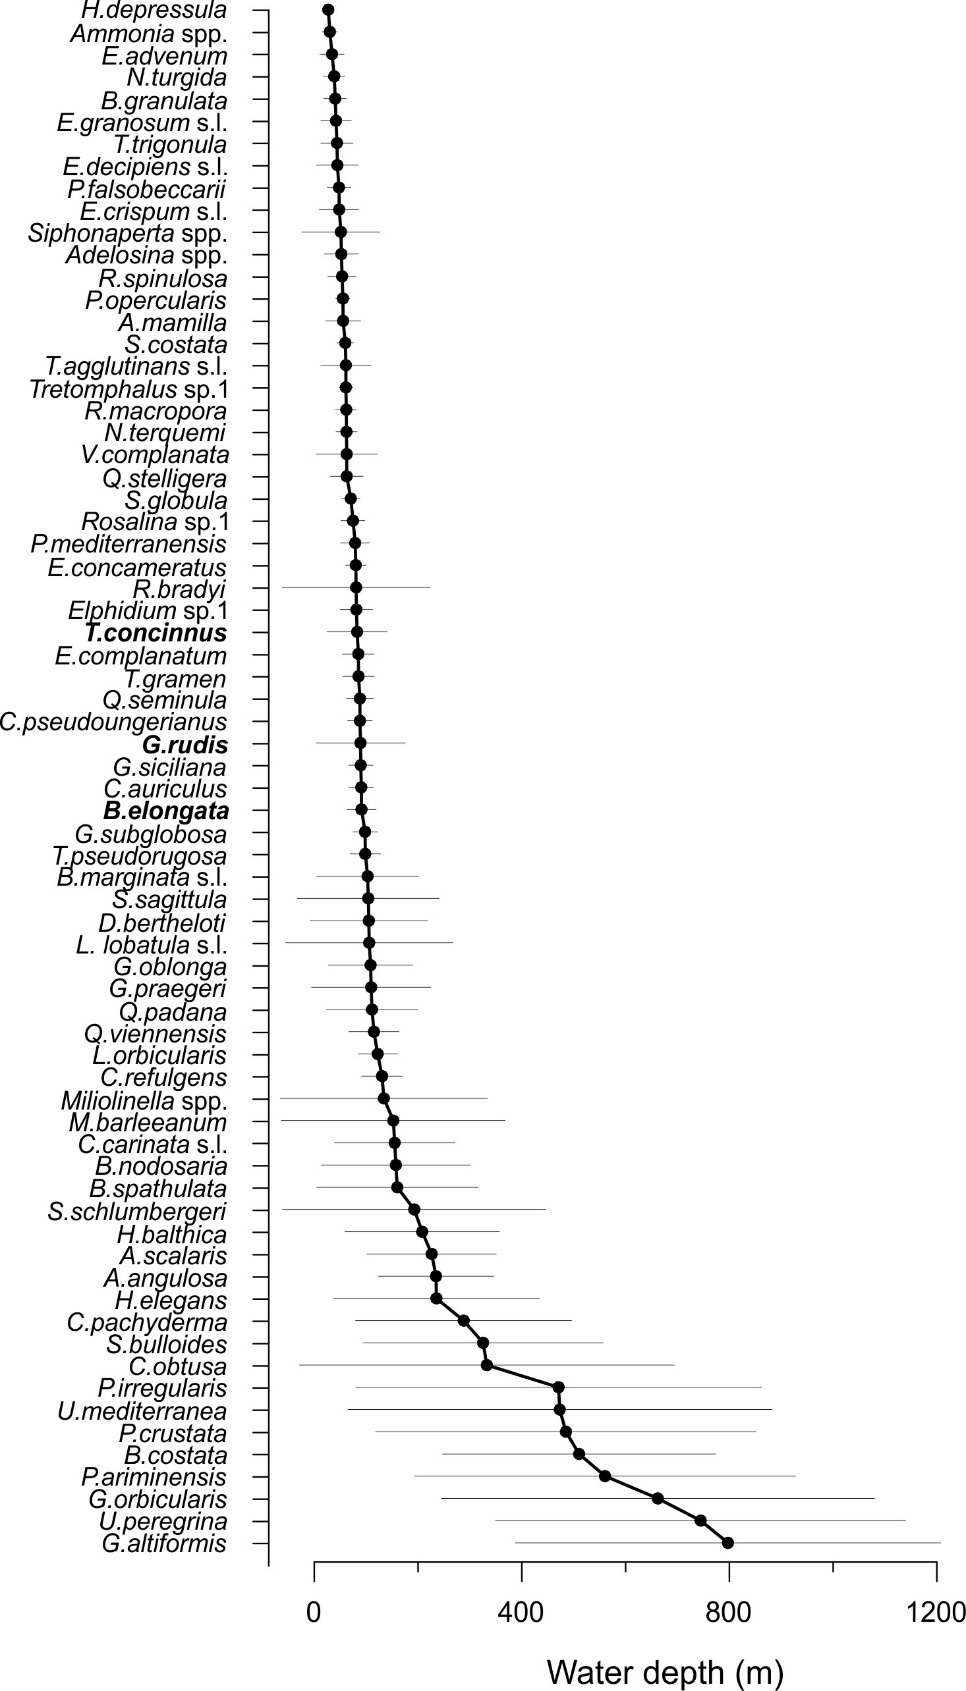 H.depressula
Ammonia spp.
E.advenum
N.turgida
B.granulata
E.granosum s.l.
T.trigonula
E.decipiens s.l.
P.falsobeccarii
E.crispum s.l.
Siphonaperta spp.
Adelosina spp.
R.spinulosa
P.opercularis
A.mamilla
S.costata
T.agglutinans s.l.
Tretomphalus sp.1
R.macropora
N.terquemi
V.complanata
Q.stelligera
S.globula
Rosalina sp.1
P.mediterranensis
E.concameratus
R.bradyi
Elphidium sp.1
T.concinnus
E.complanatum
T.gramen
Q.seminula
C.pseudoungerianus
G.rudis
G.siciliana
C.auriculus
B.elongata
G.subglobosa
T.pseudorugosa
B.marginata s.l.
S.sagittula
D.bertheloti
L. lobatula s.l.
G.oblonga
G.praegeri
Q.padana
Q.viennensis
L.orbicularis
C.refulgens
Miliolinella spp.
M.barleeanum
C.carinata s.l.
B.nodosaria
B.spathulata
S.schlumbergeri
H.balthica
A.scalaris
A.angulosa
H.elegans
C.pachyderma
S.bulloides
C.obtusa
P.irregularis
U.mediterranea
P.crustata
B.costata
P.ariminensis
G.orbicularis
U.peregrina
G.altiformis
0 400 800 1200
Water depth (m)